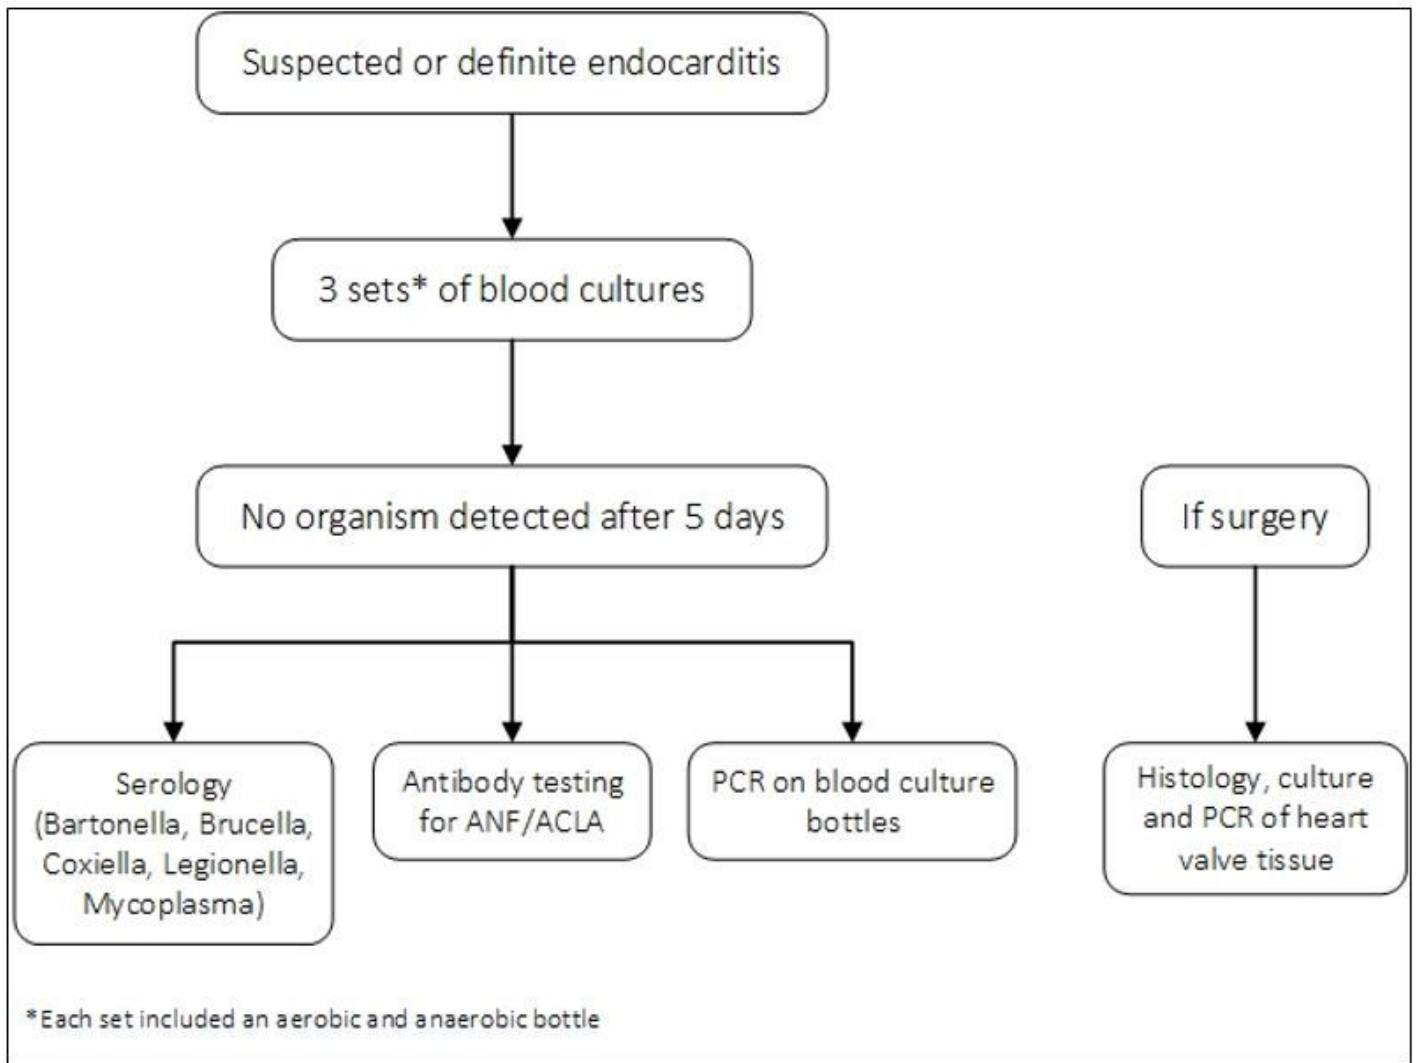 Suspected or definite endocarditis
3 sets* of blood cultures
No organism detected after 5 days
If surgery
Serology
(Bartonella, Brucella,
Coxiella, Legionella,
Mycoplasma)
Antibody testing
for ANF/ACLA
PCR on blood culture
bottles
Histology, culture
and PCR of heart
valve tissue
*Each set included an aerobic and anaerobic bottle